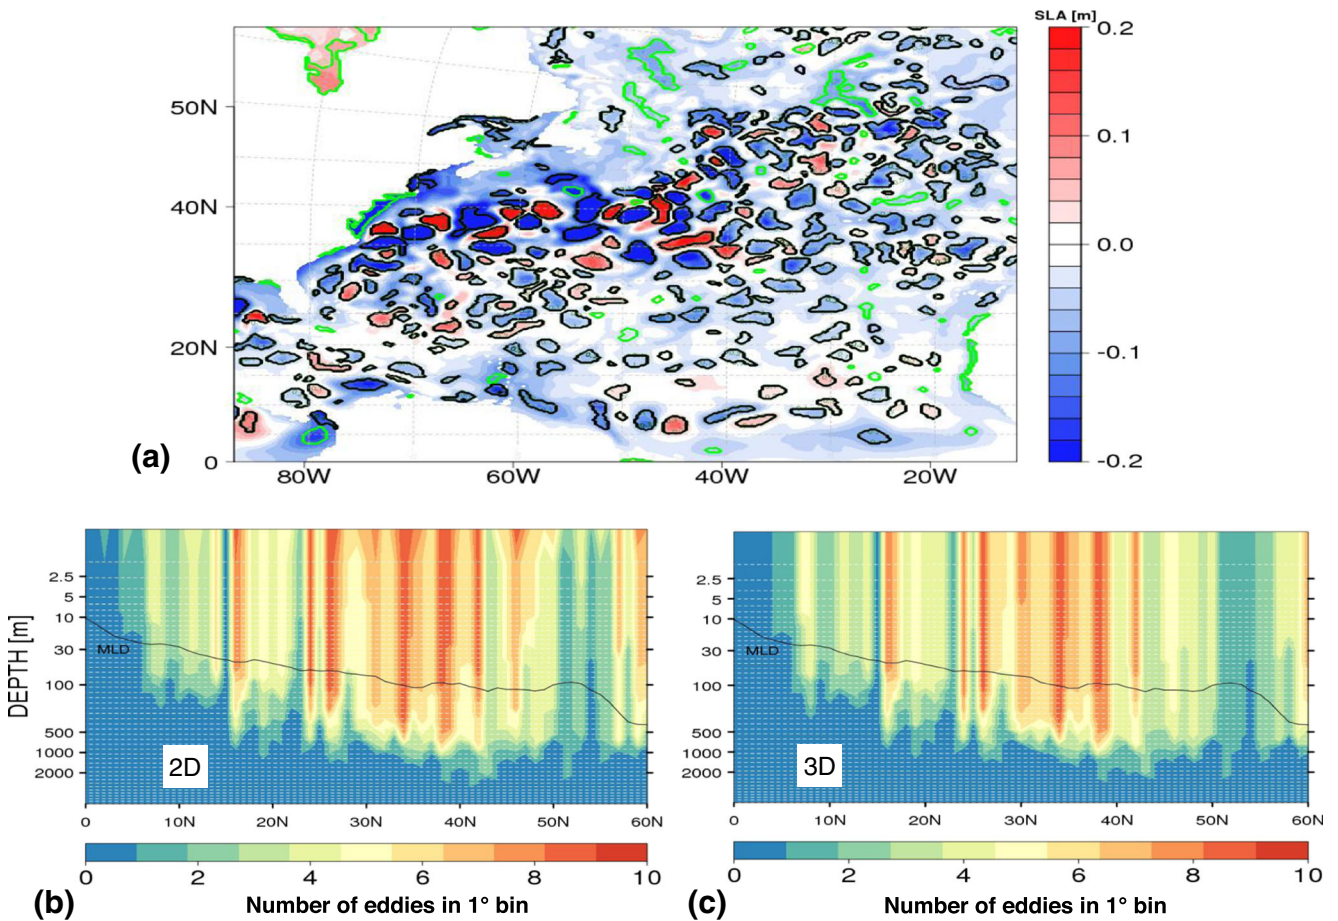 SLA [m]
0.2
0.1
0.0
-0.1
-0.2
50N
40N
20N
0
80W 60W 40W 20W
(a)
DEPTH [m]
2.5
5
10
30
100
500
1000
2000
MLD
2D
0 10N 20N 30N 40N 50N 60N
0 2 4 6 8 10
(b)
Number of eddies in 1° bin
2.5
5
10
30
100
500
1000
2000
MLD
3D
0 10N 20N 30N 40N 50N 60N
0 2 4 6 8 10
(c)
Number of eddies in 1° bin